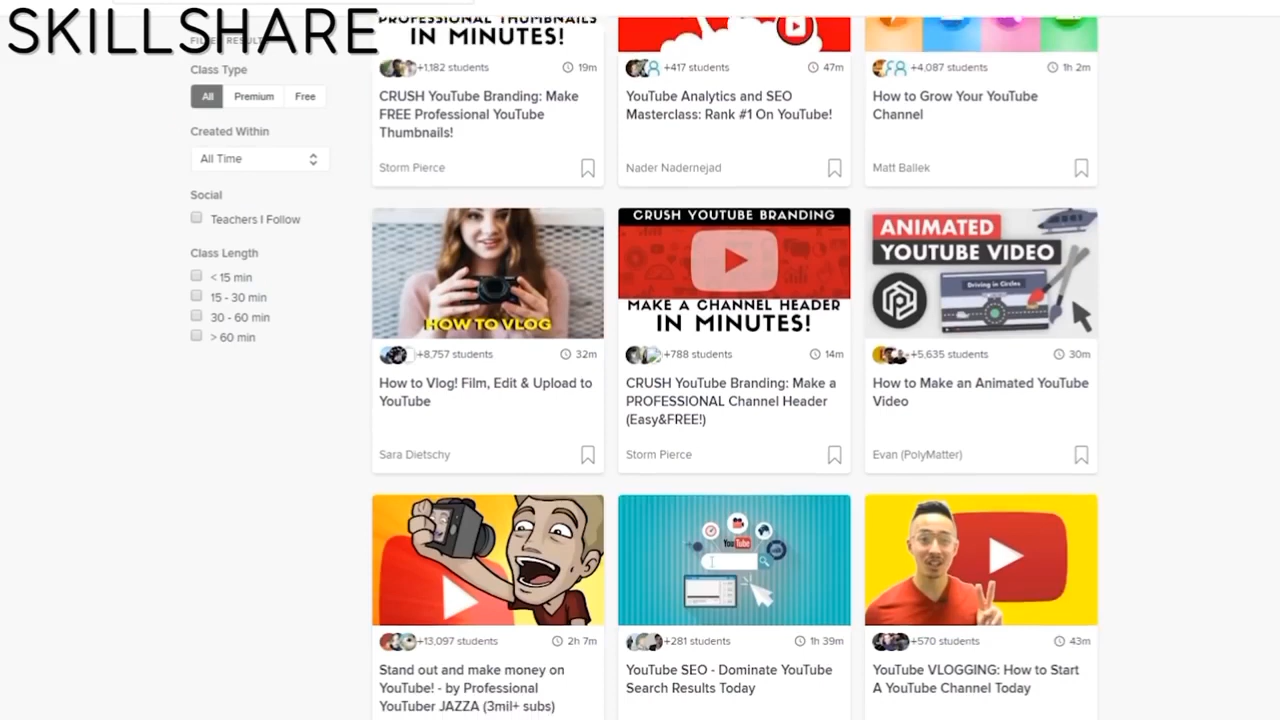 SKILLSHARE
FILTER RESULTS
Class Type
All Premium Free
Created Within
All Time
Social
Teachers I Follow
Class Length
< 15 min
15 - 30 min
30 - 60 min
> 60 min
PROFESSIONAL THUMBNAILS
IN MINUTES!
+1,182 students 19m
CRUSH YouTube Branding: Make
FREE Professional YouTube
Thumbnails!
Storm Pierce
+417 students 47m
YouTube Analytics and SEO
Masterclass: Rank #1 On YouTube!
Nader Nadernejad
+4,087 students 1h 2m
How to Grow Your YouTube
Channel
Matt Ballek
HOW TO VLOG
+8,757 students 32m
How to Vlog! Film, Edit & Upload to
YouTube
Sara Dietschy
CRUSH YOUTUBE BRANDING
MAKE A CHANNEL HEADER
IN MINUTES!
+788 students 14m
CRUSH YouTube Branding: Make a
PROFESSIONAL Channel Header
(Easy&FREE!)
Storm Pierce
ANIMATED
YOUTUBE VIDEO
Driving in Circles
+5,635 students 30m
How to Make an Animated YouTube
Video
Evan (PolyMatter)
+13,097 students 2h 7m
Stand out and make money on
YouTube! - by Professional
YouTuber JAZZA (3mil+ subs)
YouTube
+281 students 1h 39m
YouTube SEO - Dominate YouTube
Search Results Today
+570 students 43m
YouTube VLOGGING: How to Start
A YouTube Channel Today